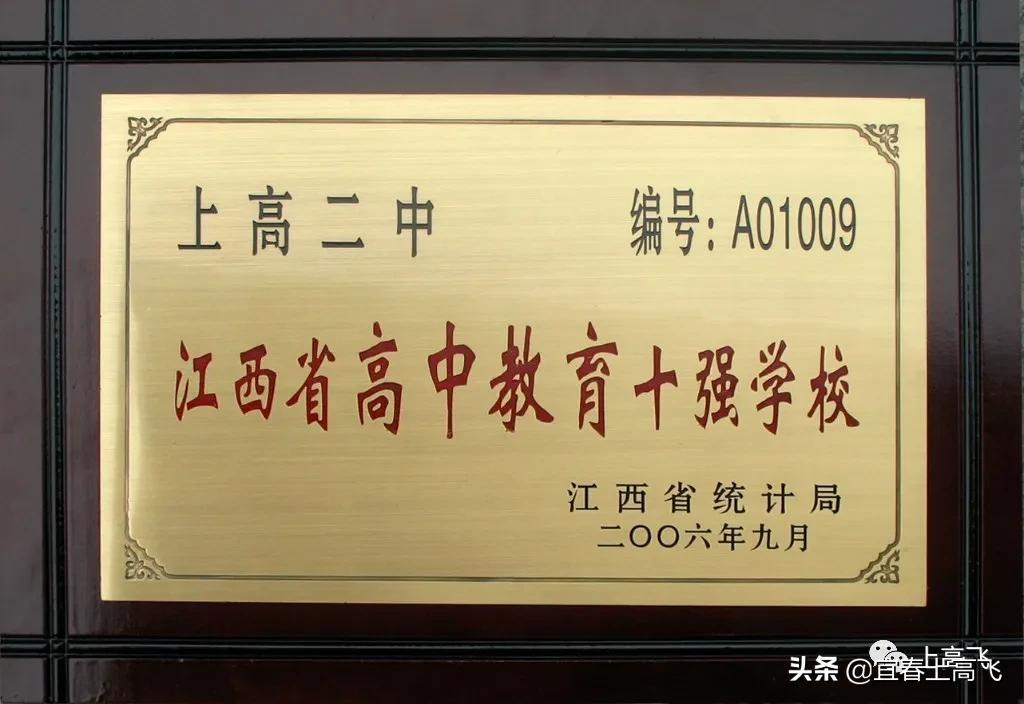 上高二中 编号：A01009
江西省高中教育十强学校
江西省统计局
二〇〇六年九月
上高飞
头条 @宜春上高飞